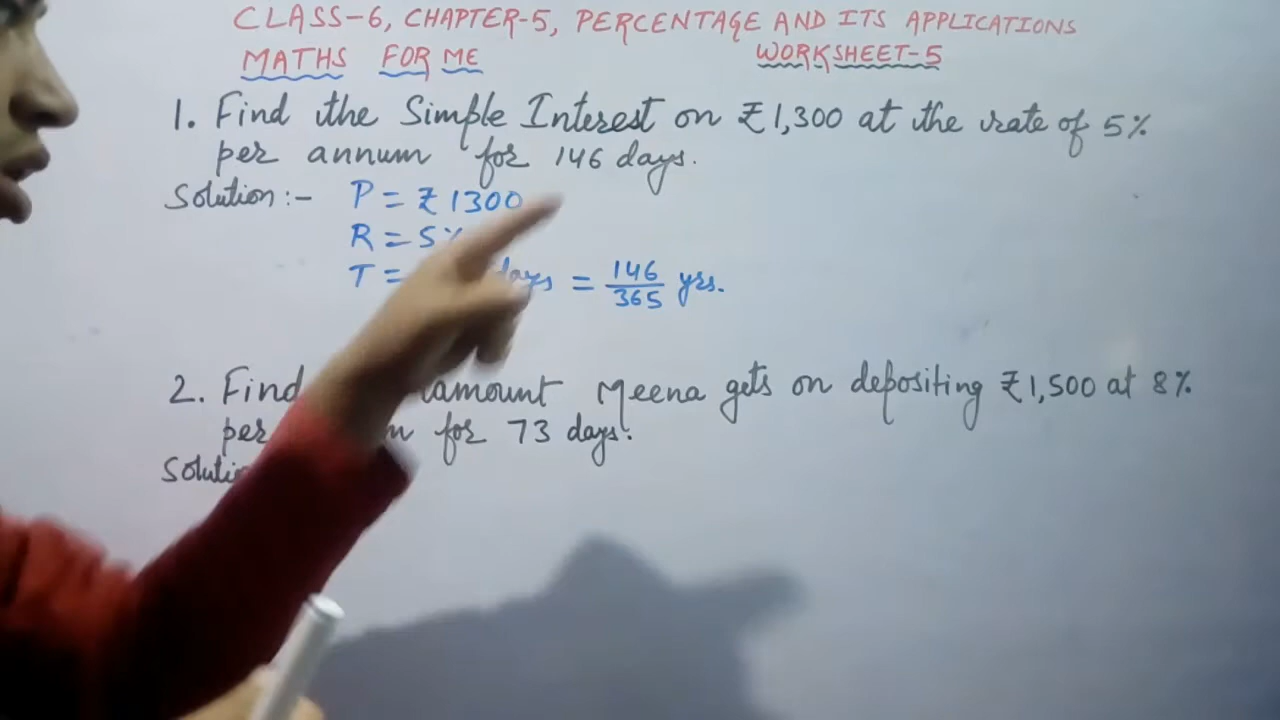 CLASS-6, CHAPTER-5, PERCENTAGE AND ITS APPLICATIONS
MATHS FOR ME WORKSHEET-5
1. Find the Simple Interest on ₹1,300 at the rate of 5%
per annum for 146 days.
Solution :- P = ₹1300
R = 5%
T = days = 146/365 yrs.
2. Find amount Meena gets on depositing ₹1,500 at 8%
per for 73 days.